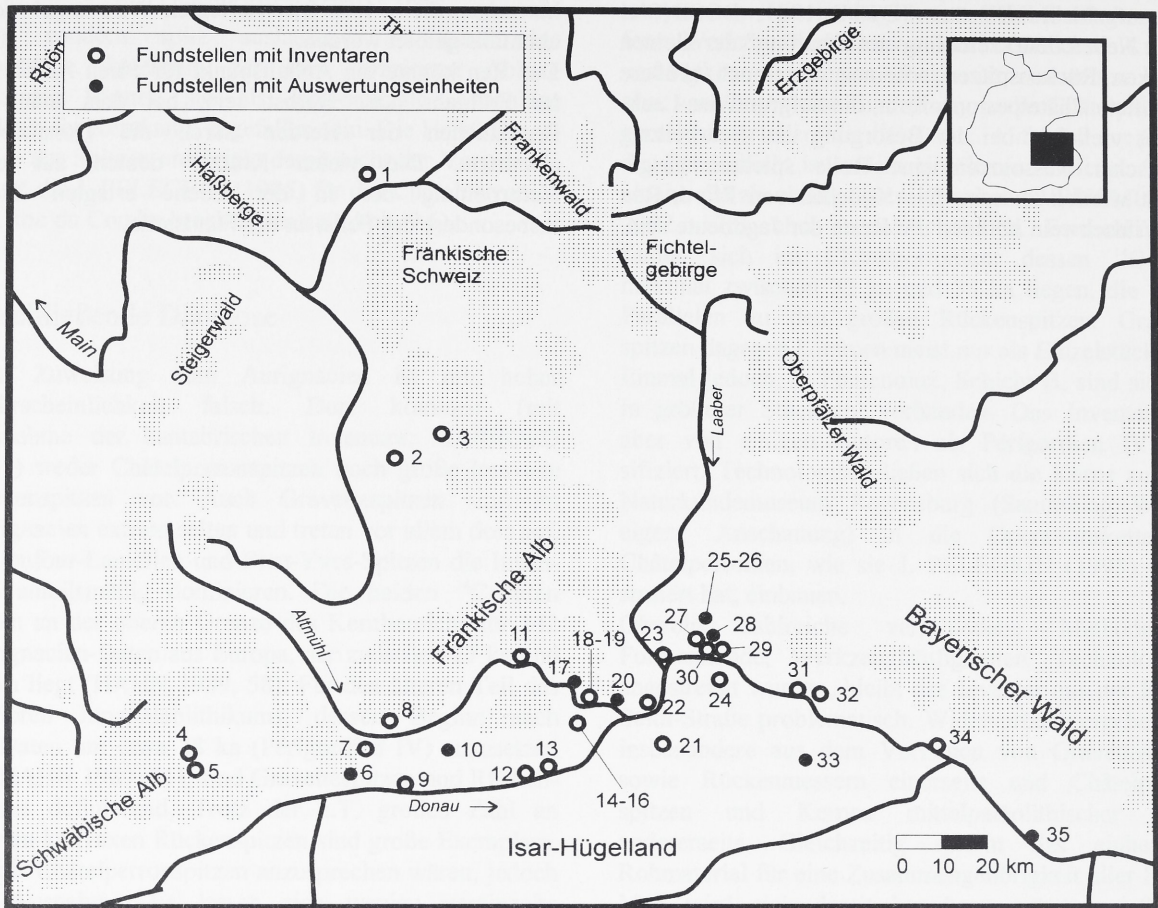 Rhön
Th
Fundstellen mit Inventaren
Fundstellen mit Auswertungseinheiten
Erzgebirge
Frankenwald
Haßberge
1
Fränkische
Schweiz
Fichtel-
gebirge
Main
Steigerwald
Oberpfälzer Wald
Laaber
3
2
Fränkische Alb
Altmühl
25-26
27
28
29
30
23
24
11
18-19
17
20
22
21
31
32
Bayerischer Wald
33
34
35
8
7
6
10
9
13
12
14-16
4
5
Donau
Schwäbische Alb
Isar-Hügelland
0 10 20 km